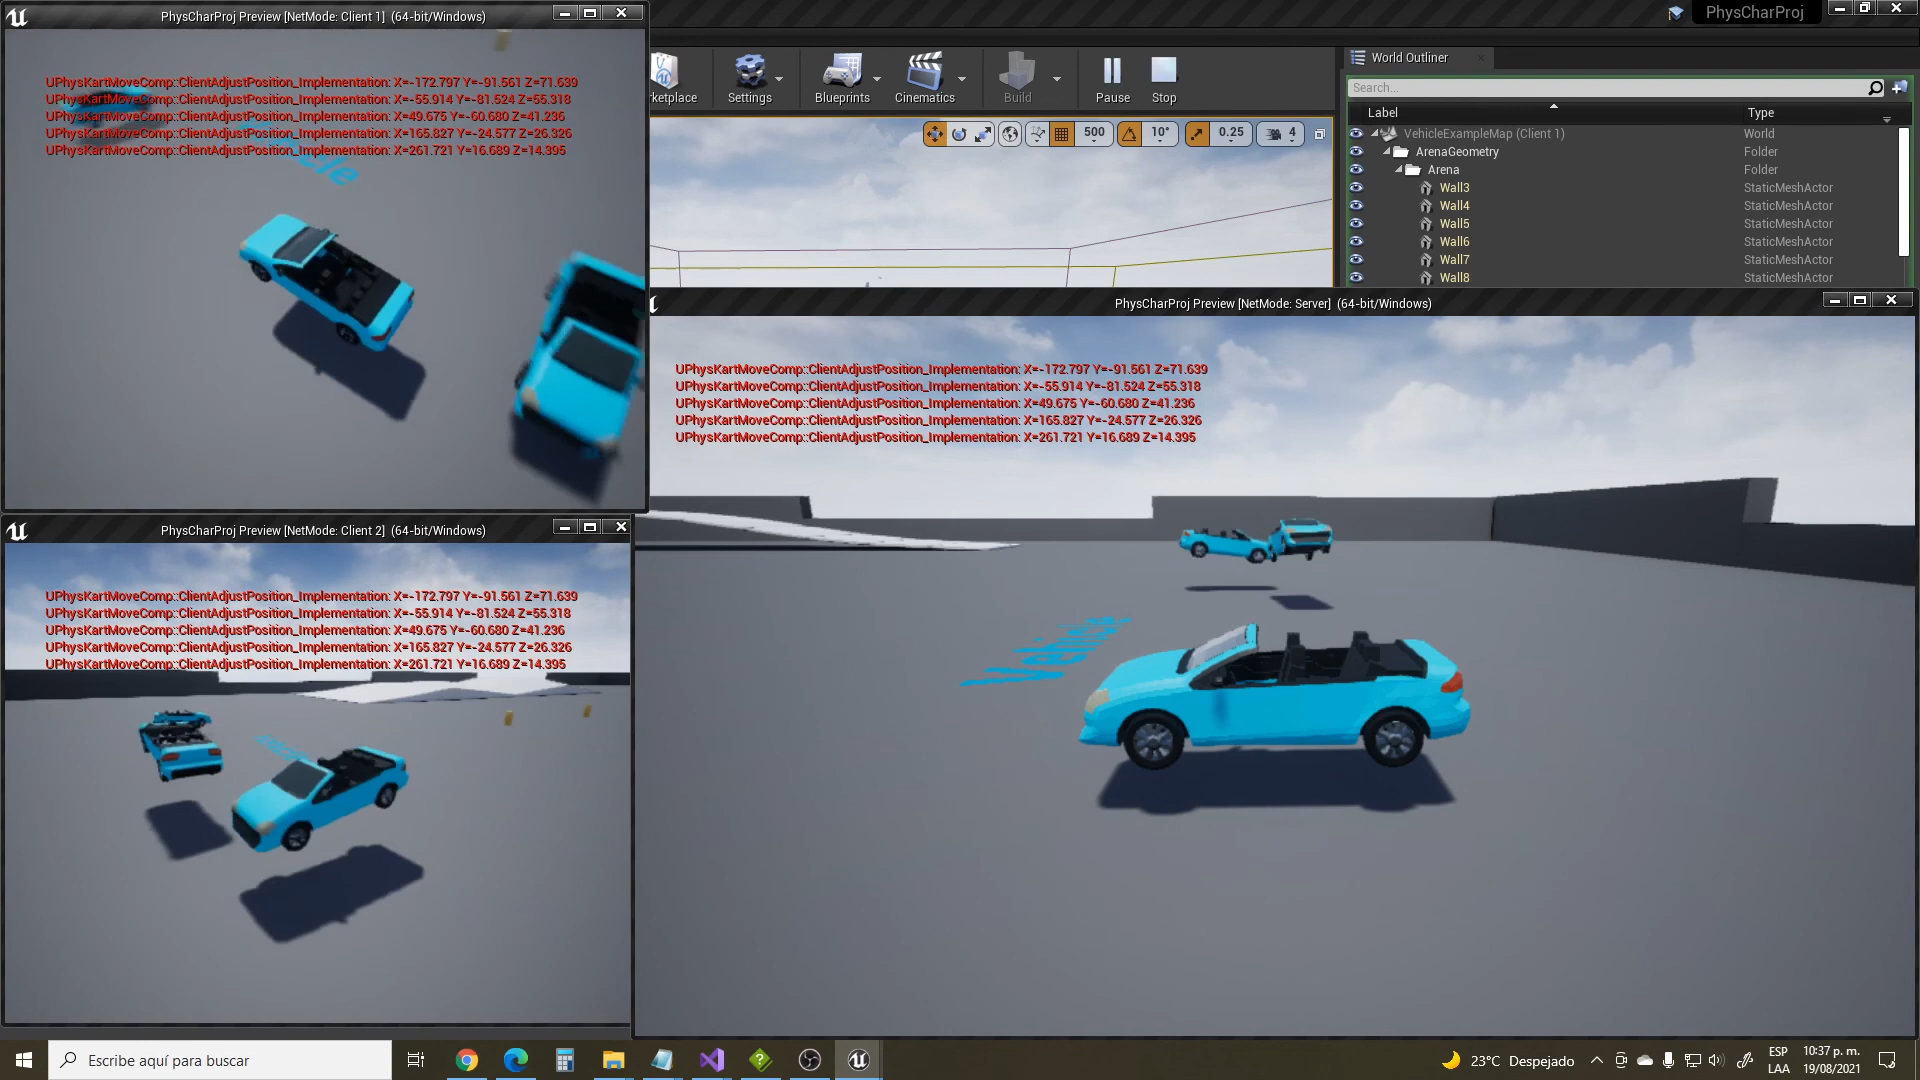 PhysCharProj Preview [NetMode: Client 1] (64-bit/Windows)
UPhysKartMoveComp::ClientAdjustPosition_Implementation: X=-172.797 Y=-91.561 Z=71.639
UPhysKartMoveComp::ClientAdjustPosition_Implementation: X=-55.914 Y=-81.524 Z=55.318
UPhysKartMoveComp::ClientAdjustPosition_Implementation: X=49.675 Y=-60.680 Z=41.236
UPhysKartMoveComp::ClientAdjustPosition_Implementation: X=165.827 Y=-24.577 Z=26.326
UPhysKartMoveComp::ClientAdjustPosition_Implementation: X=261.721 Y=16.689 Z=14.395
PhysCharProj
ketplace
Settings
Blueprints
Cinematics
Build
Pause
Stop
500
10°
0.25
4
World Outliner
Search...
Label Type
VehicleExampleMap (Client 1) World
ArenaGeometry Folder
Arena Folder
Wall3 StaticMeshActor
Wall4 StaticMeshActor
Wall5 StaticMeshActor
Wall6 StaticMeshActor
Wall7 StaticMeshActor
Wall8 StaticMeshActor
PhysCharProj Preview [NetMode: Server] (64-bit/Windows)
UPhysKartMoveComp::ClientAdjustPosition_Implementation: X=-172.797 Y=-91.561 Z=71.639
UPhysKartMoveComp::ClientAdjustPosition_Implementation: X=-55.914 Y=-81.524 Z=55.318
UPhysKartMoveComp::ClientAdjustPosition_Implementation: X=49.675 Y=-60.680 Z=41.236
UPhysKartMoveComp::ClientAdjustPosition_Implementation: X=165.827 Y=-24.577 Z=26.326
UPhysKartMoveComp::ClientAdjustPosition_Implementation: X=261.721 Y=16.689 Z=14.395
PhysCharProj Preview [NetMode: Client 2] (64-bit/Windows)
UPhysKartMoveComp::ClientAdjustPosition_Implementation: X=-172.797 Y=-91.561 Z=71.639
UPhysKartMoveComp::ClientAdjustPosition_Implementation: X=-55.914 Y=-81.524 Z=55.318
UPhysKartMoveComp::ClientAdjustPosition_Implementation: X=49.675 Y=-60.680 Z=41.236
UPhysKartMoveComp::ClientAdjustPosition_Implementation: X=165.827 Y=-24.577 Z=26.326
UPhysKartMoveComp::ClientAdjustPosition_Implementation: X=261.721 Y=16.689 Z=14.395
Escribe aquí para buscar
23°C Despejado
ESP
LAA
10:37 p. m.
19/08/2021